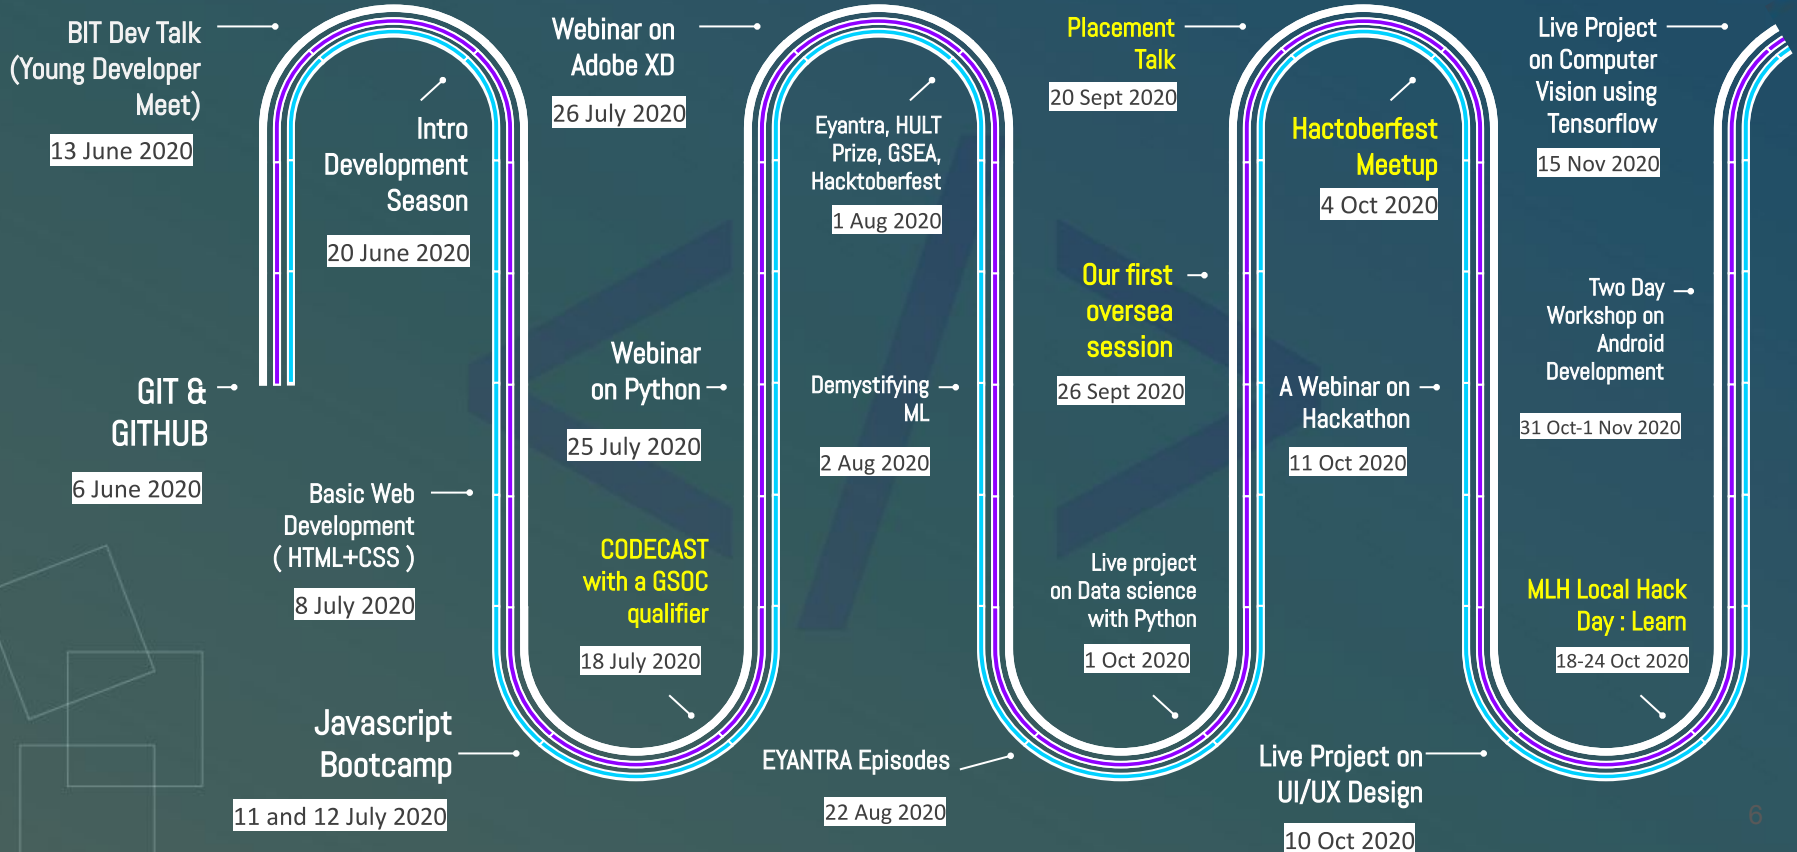 GIT &
GITHUB
6 June 2020
BIT Dev Talk
(Young Developer
Meet)
13 June 2020
Intro
Development
Season
20 June 2020
Basic Web
Development
( HTML+CSS )
8 July 2020
Javascript
Bootcamp
11 and 12 July 2020
CODECAST
with a GSOC
qualifier
18 July 2020
Webinar
on Python
25 July 2020
Webinar on
Adobe XD
26 July 2020
Eyantra, HULT
Prize, GSEA,
Hacktoberfest
1 Aug 2020
Demystifying
ML
2 Aug 2020
EYANTRA Episodes
22 Aug 2020
Placement
Talk
20 Sept 2020
Our first
oversea
session
26 Sept 2020
Live project
on Data science
with Python
1 Oct 2020
Hactoberfest
Meetup
4 Oct 2020
A Webinar on
Hackathon
11 Oct 2020
Live Project on
UI/UX Design
10 Oct 2020
MLH Local Hack
Day : Learn
18-24 Oct 2020
Two Day
Workshop on
Android
Development
31 Oct-1 Nov 2020
Live Project
on Computer
Vision using
Tensorflow
15 Nov 2020
6